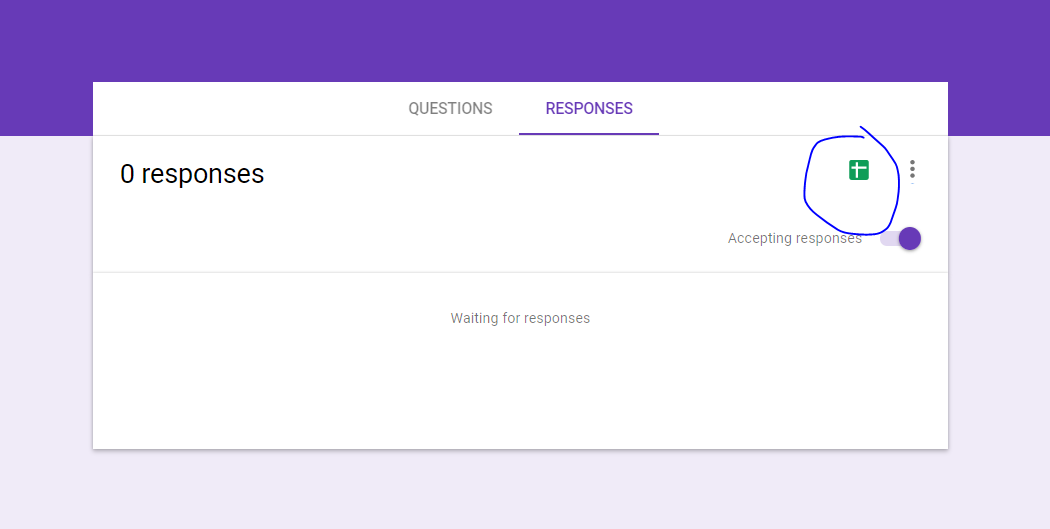 QUESTIONS RESPONSES
0 responses
Accepting responses
Waiting for responses